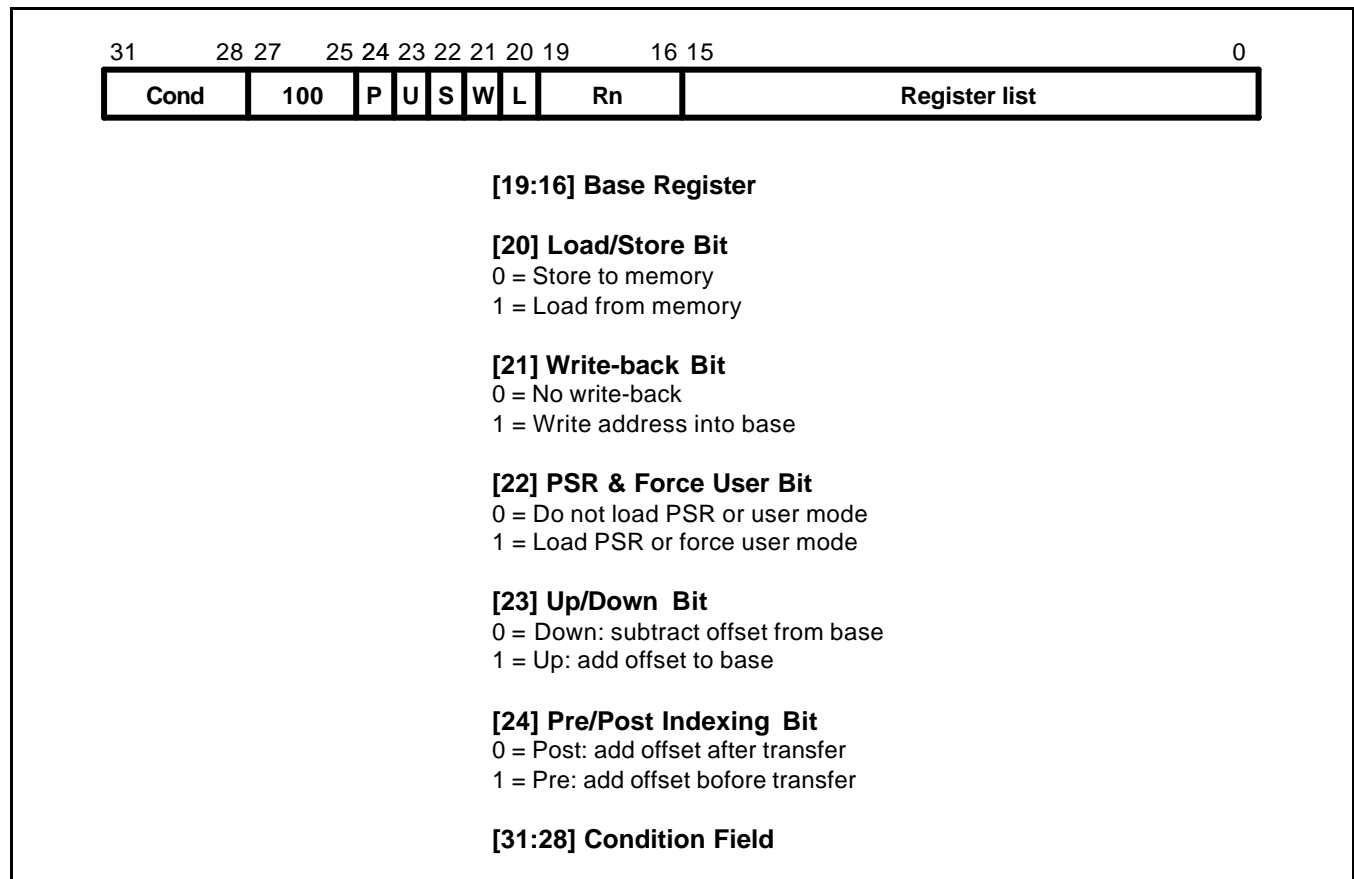 31 28 27 25 24 23 22 21 20 19 16 15 0
Cond 100 P U S W L Rn Register list
[19:16] Base Register
[20] Load/Store Bit
0 = Store to memory
1 = Load from memory
[21] Write-back Bit
0 = No write-back
1 = Write address into base
[22] PSR & Force User Bit
0 = Do not load PSR or user mode
1 = Load PSR or force user mode
[23] Up/Down Bit
0 = Down: subtract offset from base
1 = Up: add offset to base
[24] Pre/Post Indexing Bit
0 = Post: add offset after transfer
1 = Pre: add offset bofore transfer
[31:28] Condition Field